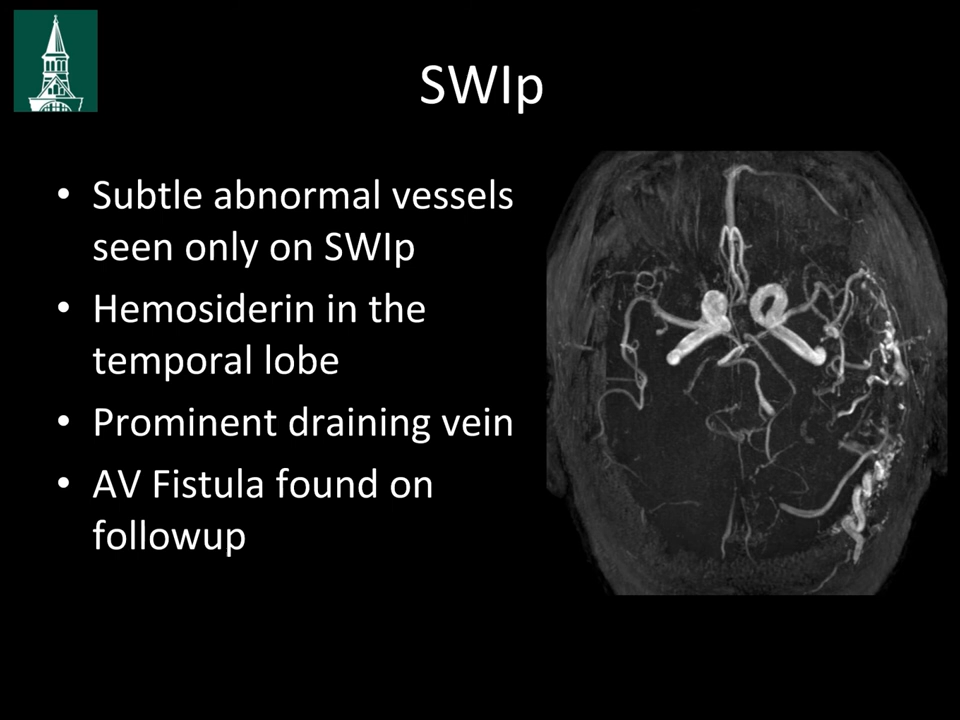 SWIp
• Subtle abnormal vessels
seen only on SWIp
• Hemosiderin in the
temporal lobe
• Prominent draining vein
• AV Fistula found on
followup